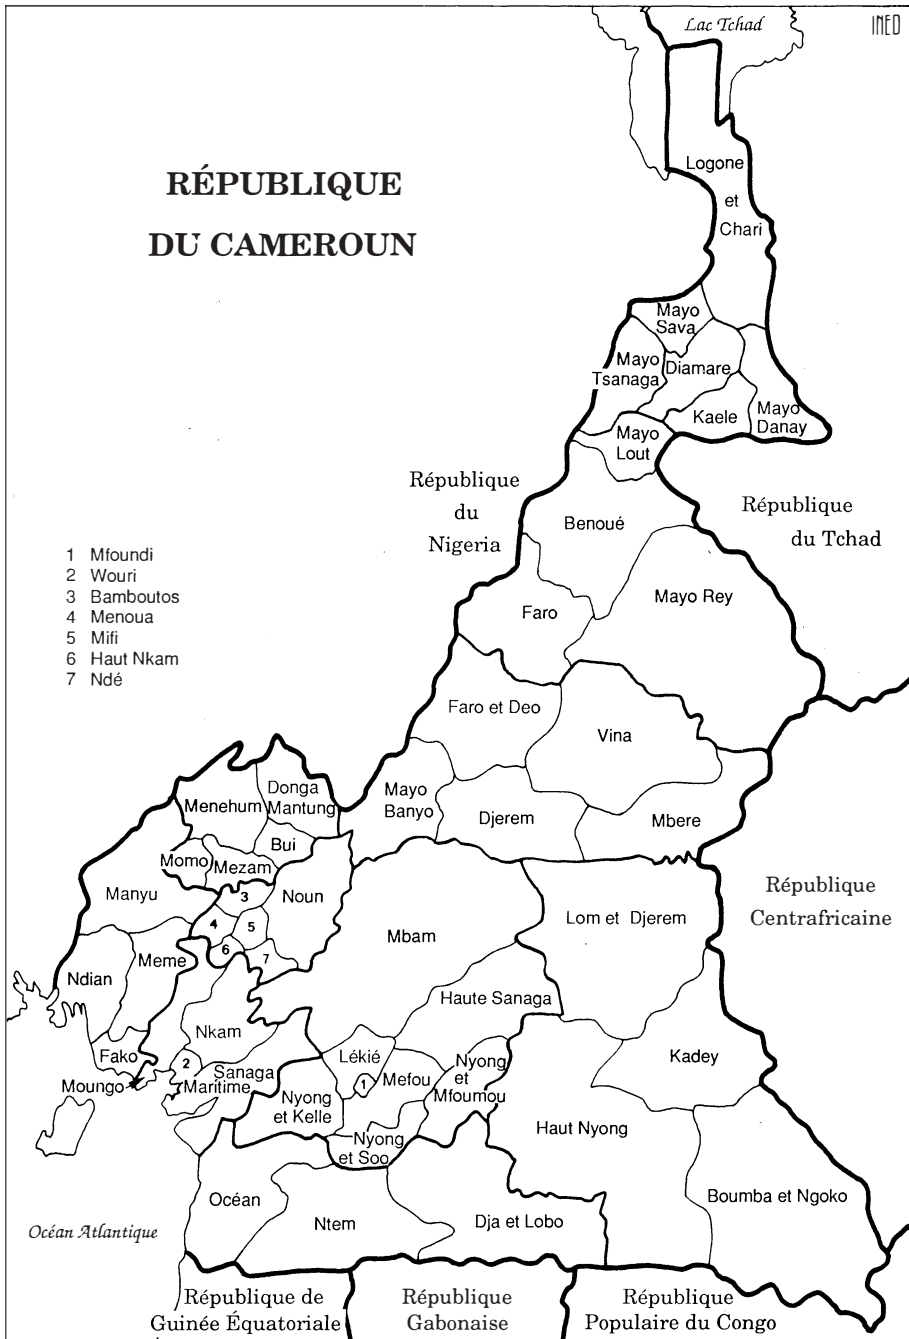 Lac Tchad
INED
RÉPUBLIQUE
DU CAMEROUN
Logone
et
Chari
Mayo
Sava
Mayo
Tsanaga
Diamare
Kaele
Mayo
Danay
Mayo
Lout
République
du
Nigeria
République
du Tchad
Benoué
1 Mfoundi
2 Wouri
3 Bamboutos
4 Menoua
5 Mifi
6 Haut Nkam
7 Ndé
Faro
Mayo Rey
Faro et Deo
Vina
Mayo
Banyo
Djerem
Mbere
Donga
Mantung
Menehum
Bui
Momo
Mezam
Manyu
3
Noun
4
5
6
7
République
Centrafricaine
Lom et Djerem
Mbam
Ndian
Meme
Haute Sanaga
Nkam
Fako
Moungo
2
Sanaga
Maritime
Lékié
1
Mefou
Nyong
et
Mfoumou
Kadey
Nyong
et Kelle
Nyong
et Soo
Haut Nyong
Océan
Ntem
Dja et Lobo
Boumba et Ngoko
Océan Atlantique
République de
Guinée Équatoriale
République
Gabonaise
République
Populaire du Congo